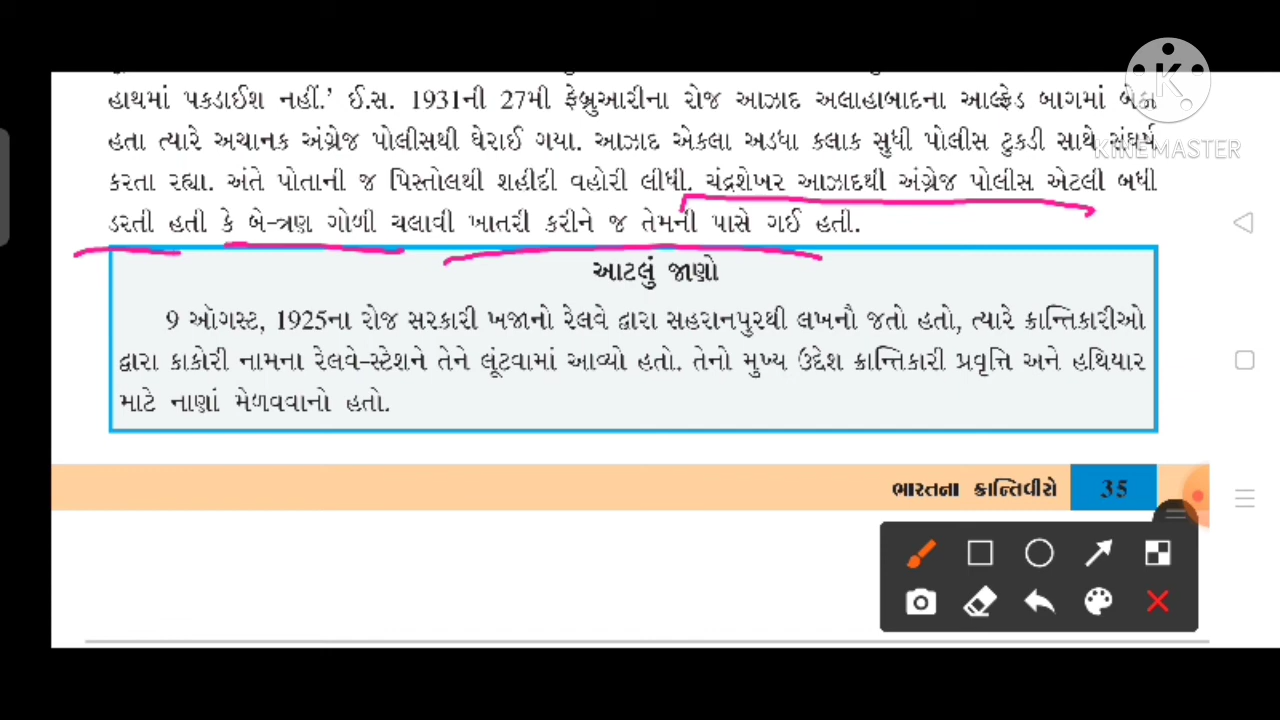 હાથમાં પકડાઈશ નહીં.’ ઈ.સ. 1931ની 27મી ફેબ્રુઆરીના રોજ આઝાદ અલાહાબાદના આલ્ફ્રેડ બાગમાં બેઠા
હતા ત્યારે અચાનક અંગ્રેજ પોલીસથી ઘેરાઈ ગયા. આઝાદ એકલા અડધા કલાક સુધી પોલીસ ટુકડી સાથે સંઘર્ષ
કરતા રહ્યા. અંતે પોતાની જ પિસ્તોલથી શહીદી વહોરી લીધી. ચંદ્રશેખર આઝાદથી અંગ્રેજ પોલીસ એટલી બધી
ડરતી હતી કે બે-ત્રણ ગોળી ચલાવી ખાતરી કરીને જ તેમની પાસે ગઈ હતી.
આટલું જાણો
9 ઑગસ્ટ, 1925ના રોજ સરકારી ખજાનો રેલવે દ્વારા સહરાનપુરથી લખનૌ જતો હતો, ત્યારે ક્રાન્તિકારીઓ
દ્વારા કાકોરી નામના રેલવે-સ્ટેશને તેને લૂંટવામાં આવ્યો હતો. તેનો મુખ્ય ઉદ્દેશ ક્રાન્તિકારી પ્રવૃત્તિ અને હથિયાર
માટે નાણાં મેળવવાનો હતો.
ભારતના ક્રાન્તિવીરો 35
K
KINEMASTER